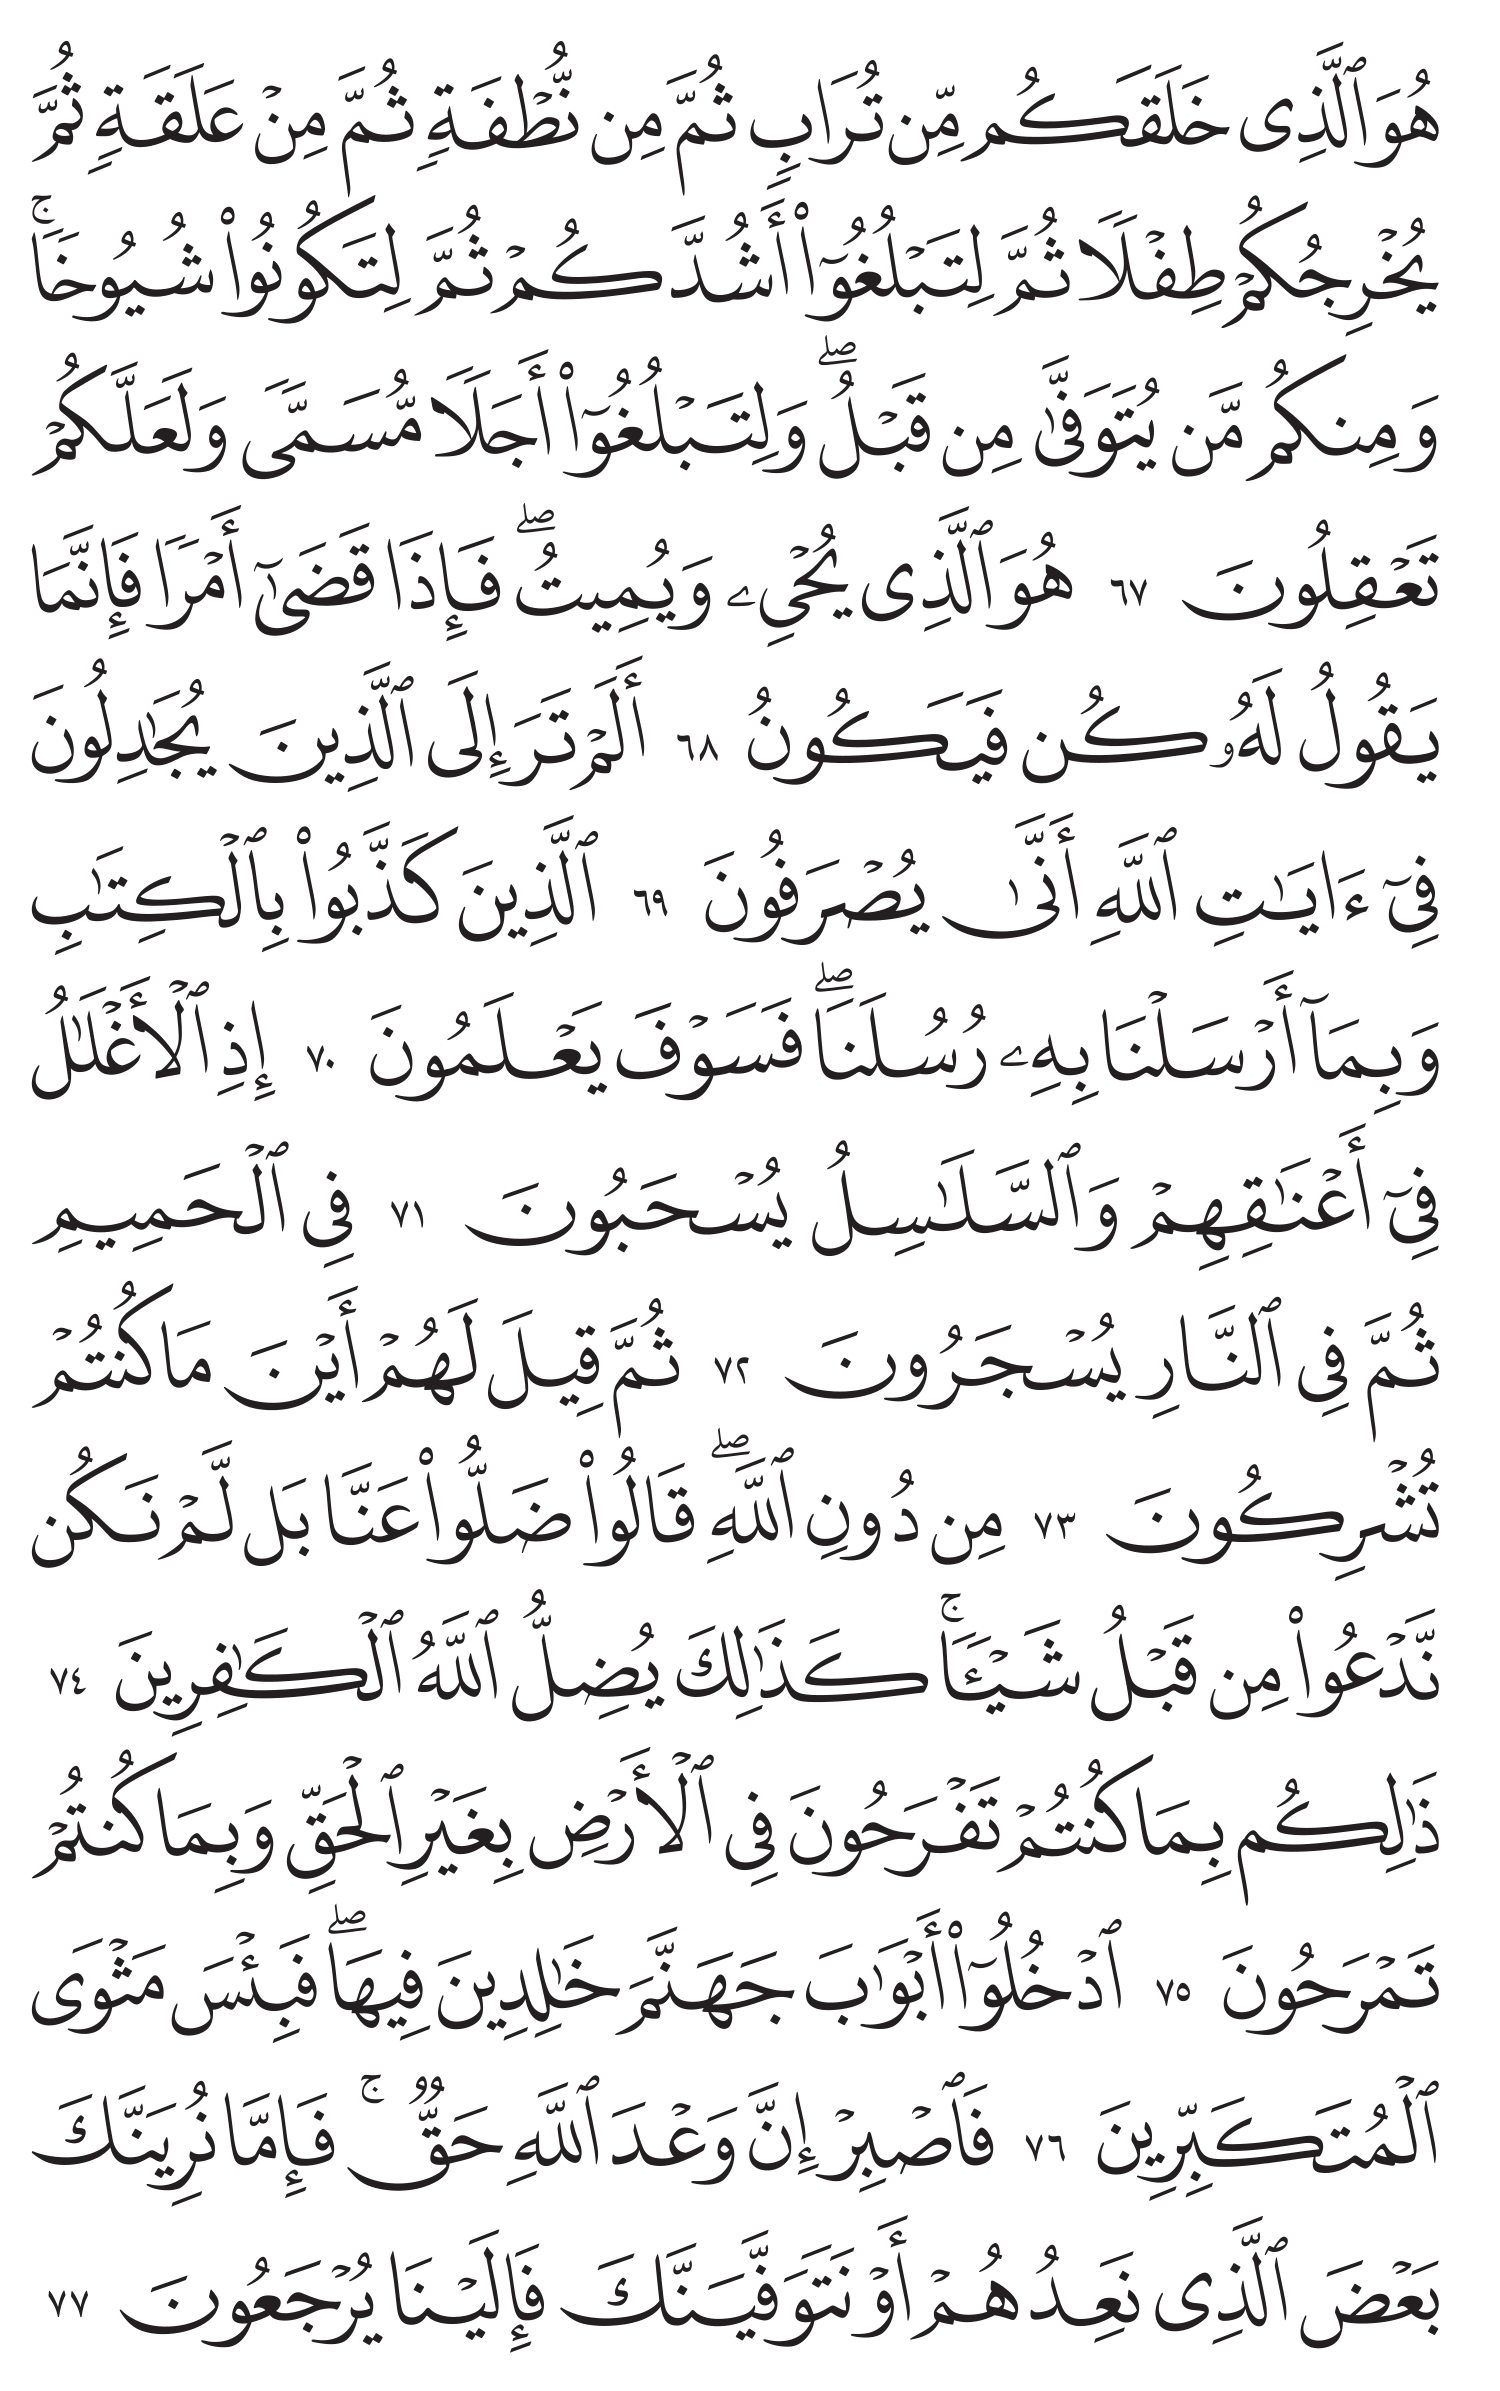 هُوَ ٱلَّذِى خَلَقَكُم مِّن تُرَابٍ ثُمَّ مِن نُّطْفَةٍ ثُمَّ مِنْ عَلَقَةٍ ثُمَّ
يُخْرِجُكُمْ طِفْلًا ثُمَّ لِتَبْلُغُوٓا۟ أَشُدَّكُمْ ثُمَّ لِتَكُونُوا۟ شُيُوخًا ۚ
وَمِنكُم مَّن يُتَوَفَّىٰ مِن قَبْلُ ۖ وَلِتَبْلُغُوٓا۟ أَجَلًا مُّسَمًّى وَلَعَلَّكُمْ
تَعْقِلُونَ ٦٧ هُوَ ٱلَّذِى يُحْىِۦ وَيُمِيتُ ۖ فَإِذَا قَضَىٰٓ أَمْرًا فَإِنَّمَا
يَقُولُ لَهُۥ كُن فَيَكُونُ ٦٨ أَلَمْ تَرَ إِلَى ٱلَّذِينَ يُجَٰدِلُونَ
فِىٓ ءَايَٰتِ ٱللَّهِ أَنَّىٰ يُصْرَفُونَ ٦٩ ٱلَّذِينَ كَذَّبُوا۟ بِٱلْكِتَٰبِ
وَبِمَآ أَرْسَلْنَا بِهِۦ رُسُلَنَا ۖ فَسَوْفَ يَعْلَمُونَ ٧٠ إِذِ ٱلْأَغْلَٰلُ
فِىٓ أَعْنَٰقِهِمْ وَٱلسَّلَٰسِلُ يُسْحَبُونَ ٧١ فِى ٱلْحَمِيمِ
ثُمَّ فِى ٱلنَّارِ يُسْجَرُونَ ٧٢ ثُمَّ قِيلَ لَهُمْ أَيْنَ مَا كُنتُمْ
تُشْرِكُونَ ٧٣ مِن دُونِ ٱللَّهِ ۖ قَالُوا۟ ضَلُّوا۟ عَنَّا بَل لَّمْ نَكُن
نَّدْعُوا۟ مِن قَبْلُ شَيْـًٔا ۚ كَذَٰلِكَ يُضِلُّ ٱللَّهُ ٱلْكَٰفِرِينَ ٧٤
ذَٰلِكُم بِمَا كُنتُمْ تَفْرَحُونَ فِى ٱلْأَرْضِ بِغَيْرِ ٱلْحَقِّ وَبِمَا كُنتُمْ
تَمْرَحُونَ ٧٥ ٱدْخُلُوٓا۟ أَبْوَٰبَ جَهَنَّمَ خَٰلِدِينَ فِيهَا ۖ فَبِئْسَ مَثْوَى
ٱلْمُتَكَبِّرِينَ ٧٦ فَٱصْبِرْ إِنَّ وَعْدَ ٱللَّهِ حَقٌّ ۚ فَإِمَّا نُرِيَنَّكَ
بَعْضَ ٱلَّذِى نَعِدُهُمْ أَوْ نَتَوَفَّيَنَّكَ فَإِلَيْنَا يُرْجَعُونَ ٧٧